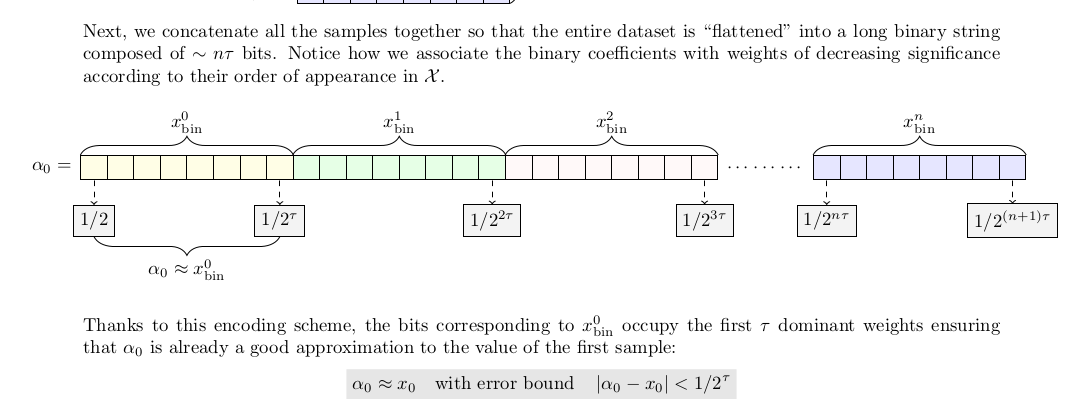 Next, we concatenate all the samples together so that the entire dataset is “flattened” into a long binary string
composed of ∼ nτ bits. Notice how we associate the binary coefficients with weights of decreasing significance
according to their order of appearance in 𝒳.
x⁰_bin x¹_bin x²_bin xⁿ_bin
α₀ = .........
1/2 1/2^τ 1/2^{2τ} 1/2^{3τ} 1/2^{nτ} 1/2^{(n+1)τ}
α₀ ≈ x⁰_bin
Thanks to this encoding scheme, the bits corresponding to x⁰_bin occupy the first τ dominant weights ensuring
that α₀ is already a good approximation to the value of the first sample:
α₀ ≈ x₀ with error bound |α₀ − x₀| < 1/2^τ